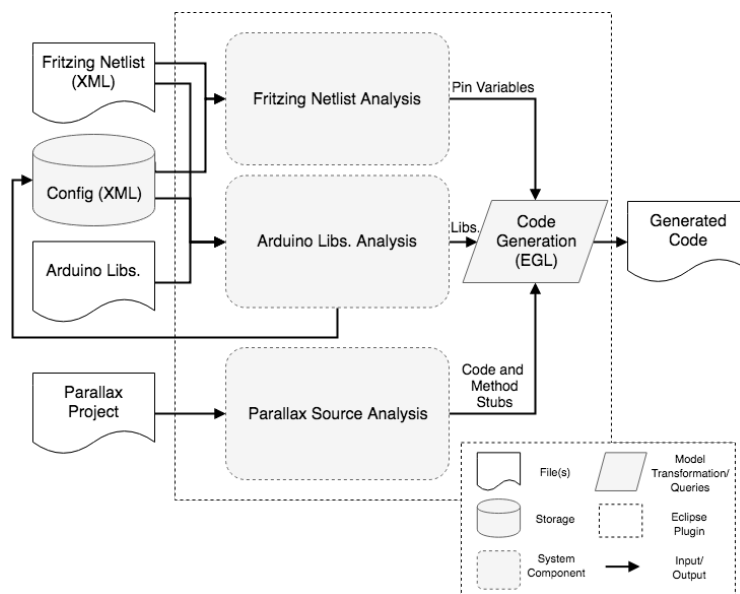 Fritzing Netlist
(XML)
Fritzing Netlist Analysis
Pin Variables
Config (XML)
Arduino Libs. Analysis
Libs.
Code
Generation
(EGL)
Generated
Code
Arduino Libs.
Parallax
Project
Parallax Source Analysis
Code and
Method
Stubs
File(s)
Model
Transformation/
Queries
Storage
Eclipse
Plugin
System
Component
Input/
Output